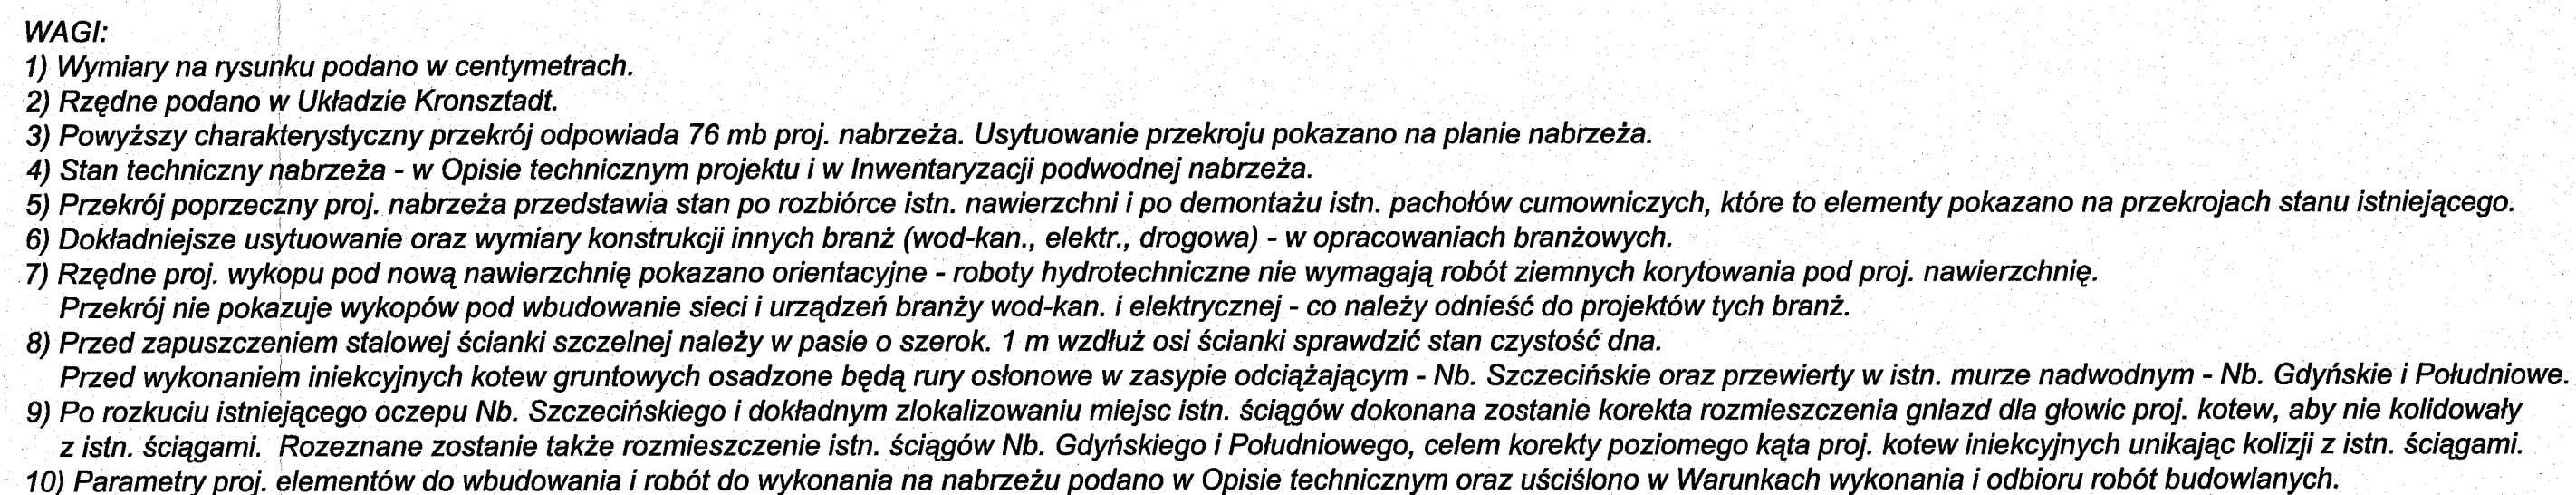 WAGI:
1) Wymiary na rysunku podano w centymetrach.
2) Rzędne podano w Układzie Kronsztadt.
3) Powyższy charakterystyczny przekrój odpowiada 76 mb proj. nabrzeża. Usytuowanie przekroju pokazano na planie nabrzeża.
4) Stan techniczny nabrzeża - w Opisie technicznym projektu i w Inwentaryzacji podwodnej nabrzeża.
5) Przekrój poprzeczny proj. nabrzeża przedstawia stan po rozbiórce istn. nawierzchni i po demontażu istn. pachołów cumowniczych, które to elementy pokazano na przekrojach stanu istniejącego.
6) Dokładniejsze usytuowanie oraz wymiary konstrukcji innych branż (wod-kan., elektr., drogowa) - w opracowaniach branżowych.
7) Rzędne proj. wykopu pod nową nawierzchnię pokazano orientacyjne - roboty hydrotechniczne nie wymagają robót ziemnych korytowania pod proj. nawierzchnię.
Przekrój nie pokazuje wykopów pod wbudowanie sieci i urządzeń branży wod-kan. i elektrycznej - co należy odnieść do projektów tych branż.
8) Przed zapuszczeniem stalowej ścianki szczelnej należy w pasie o szerok. 1 m wzdłuż osi ścianki sprawdzić stan czystość dna.
Przed wykonaniem iniekcyjnych kotew gruntowych osadzone będą rury osłonowe w zasypie odciążającym - Nb. Szczecińskie oraz przewierty w istn. murze nadwodnym - Nb. Gdyńskie i Południowe.
9) Po rozkuciu istniejącego oczepu Nb. Szczecińskiego i dokładnym zlokalizowaniu miejsc istn. ściągów dokonana zostanie korekta rozmieszczenia gniazd dla głowic proj. kotew, aby nie kolidowały
z istn. ściągami. Rozeznane zostanie także rozmieszczenie istn. ściągów Nb. Gdyńskiego i Południowego, celem korekty poziomego kąta proj. kotew iniekcyjnych unikając kolizji z istn. ściągami.
10) Parametry proj. elementów do wbudowania i robót do wykonania na nabrzeżu podano w Opisie technicznym oraz uściślono w Warunkach wykonania i odbioru robót budowlanych.